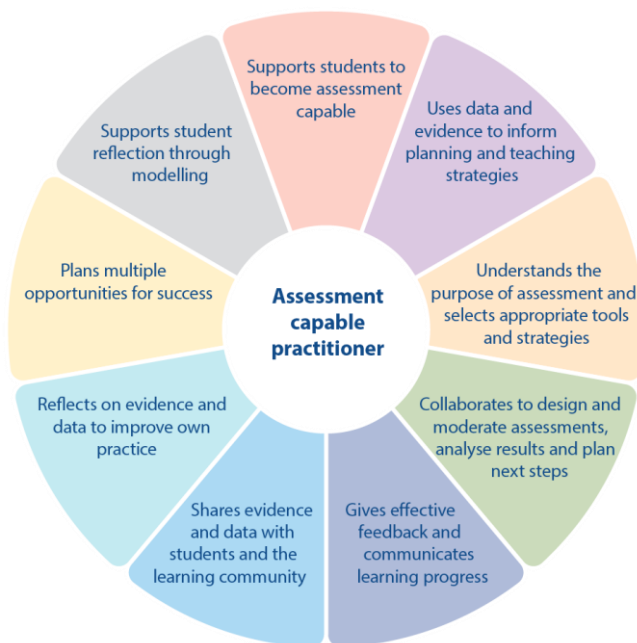 Supports students to
become assessment
capable
Uses data and
evidence to inform
planning and teaching
strategies
Understands the
purpose of assessment and
selects appropriate tools
and strategies
Collaborates to design and
moderate assessments,
analyse results and plan
next steps
Gives effective
feedback and
communicates
learning progress
Shares evidence
and data with
students and the
learning community
Reflects on evidence and
data to improve own
practice
Plans multiple
opportunities for success
Supports student
reflection through
modelling
Assessment
capable
practitioner